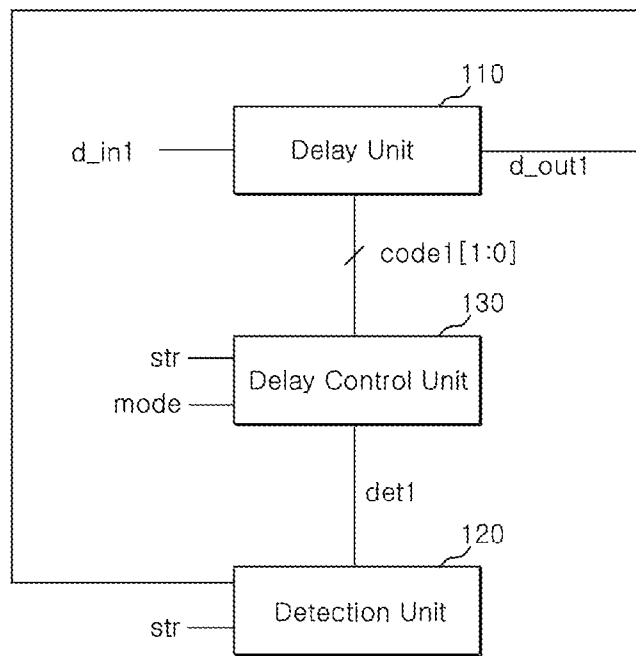 110
d_in1
Delay Unit
d_out1
code1[1:0]
130
str
mode
Delay Control Unit
det1
120
str
Detection Unit